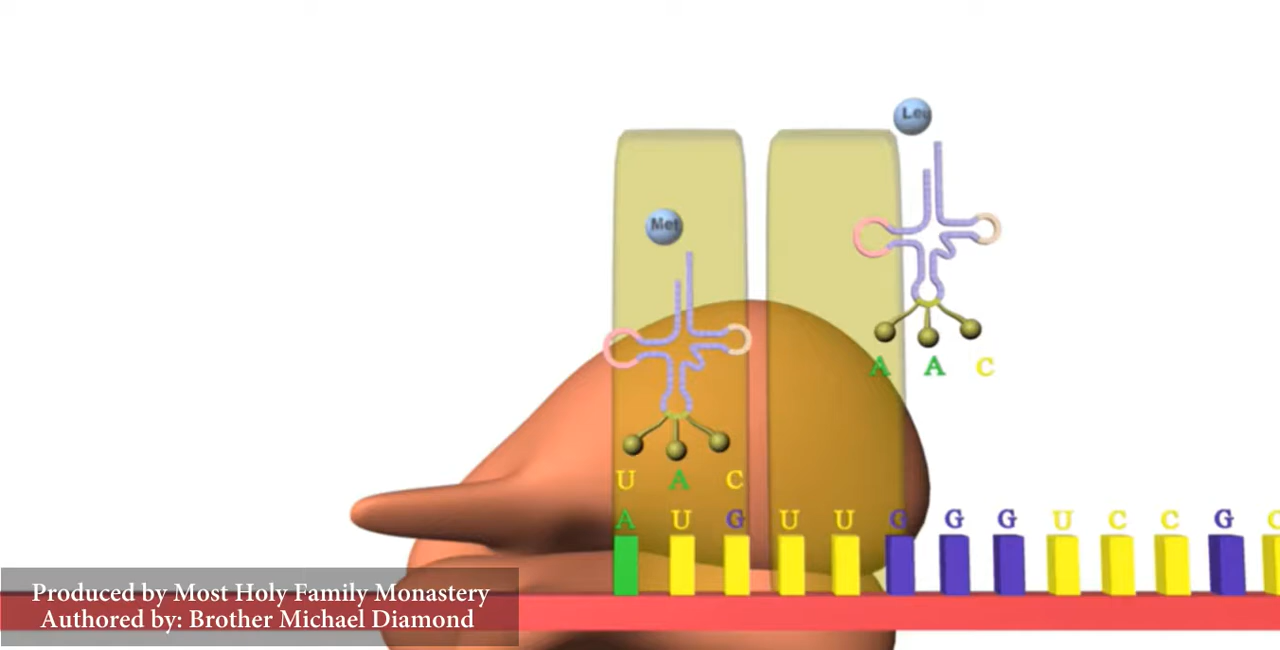 Leu
Met
A A C
U A C
A U G U U G G G U C C G C
Produced by Most Holy Family Monastery
Authored by: Brother Michael Diamond